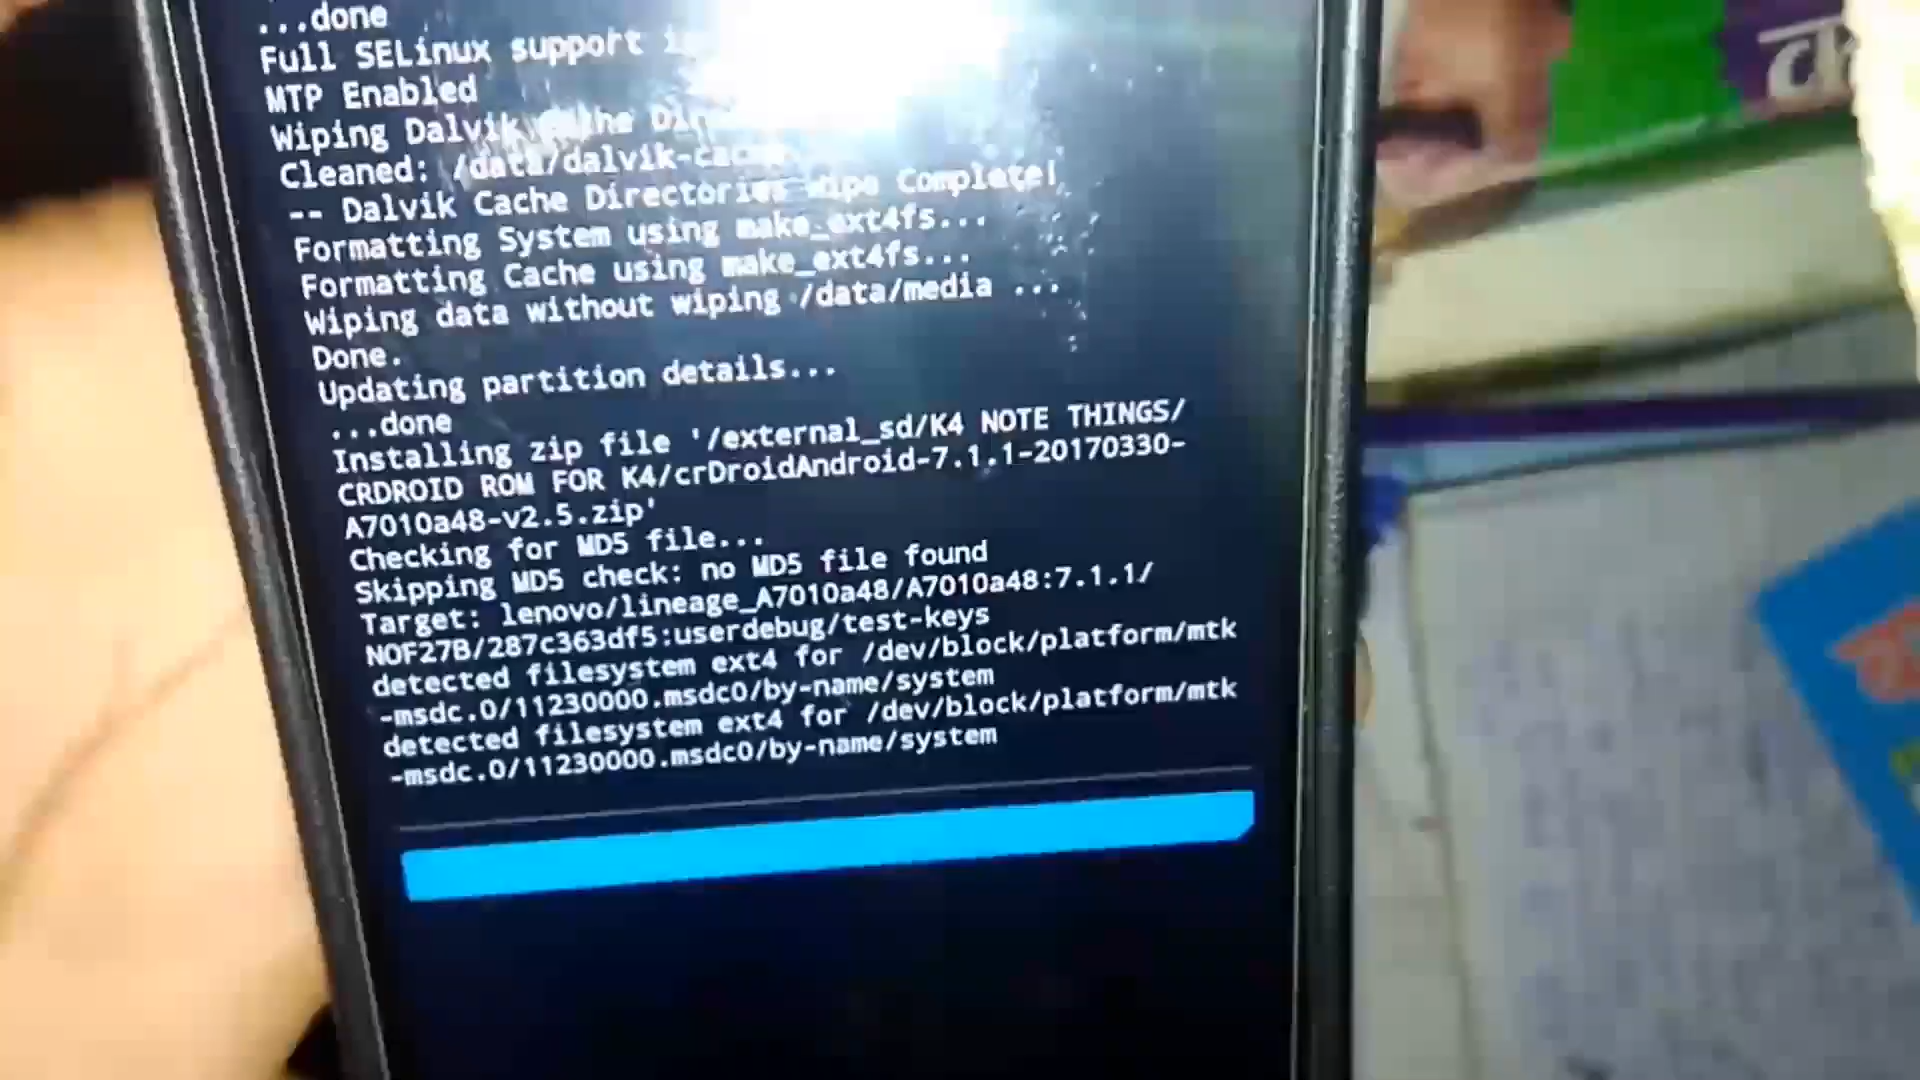 ...done
Full SELinux support
MTP Enabled
Wiping Dalvik Cache
Cleaned: /data/dalvik-cache
-- Dalvik Cache Directories Wipe Complete!
Formatting System using make_ext4fs...
Formatting Cache using make_ext4fs...
Wiping data without wiping /data/media ...
Done.
Updating partition details...
...done
Installing zip file '/external_sd/K4 NOTE THINGS/
CRDROID ROM FOR K4/crDroidAndroid-7.1.1-20170330-
A7010a48-v2.5.zip'
Checking for MD5 file...
Skipping MD5 check: no MD5 file found
Target: lenovo/lineage_A7010a48/A7010a48:7.1.1/
NOF27B/287c363df5:userdebug/test-keys
detected filesystem ext4 for /dev/block/platform/mtk
-msdc.0/11230000.msdc0/by-name/system
detected filesystem ext4 for /dev/block/platform/mtk
-msdc.0/11230000.msdc0/by-name/system